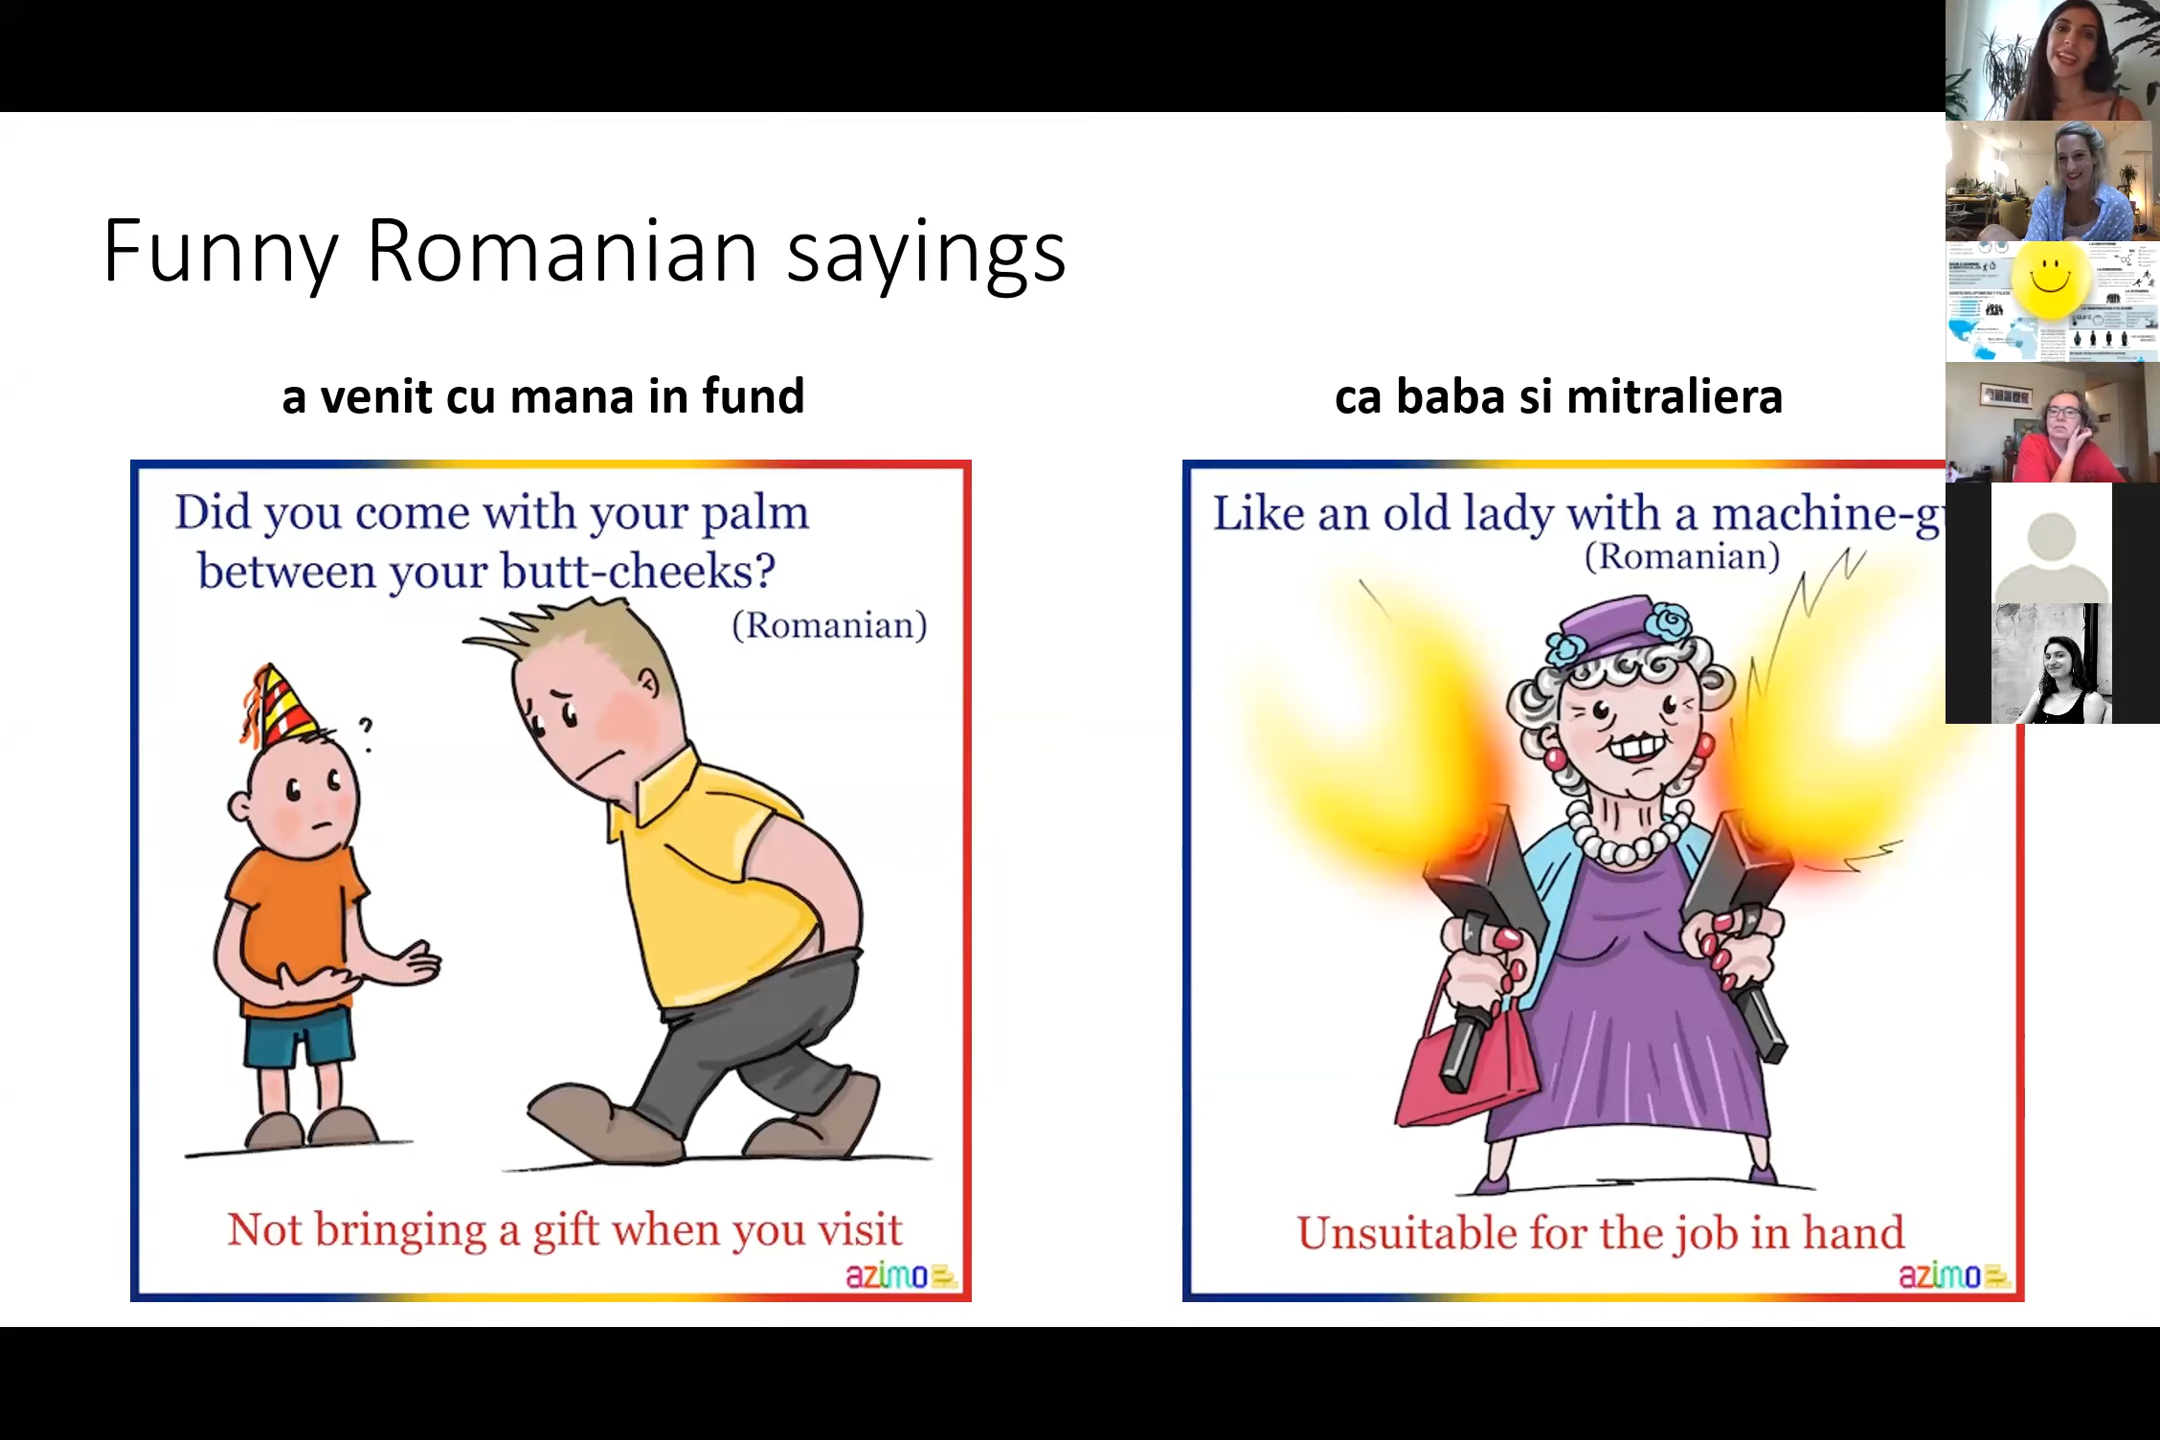 Funny Romanian sayings
a venit cu mana in fund
Did you come with your palm
between your butt-cheeks?
(Romanian)
?
Not bringing a gift when you visit
azimo
ca baba si mitraliera
Like an old lady with a machine-g
(Romanian)
Unsuitable for the job in hand
azimo